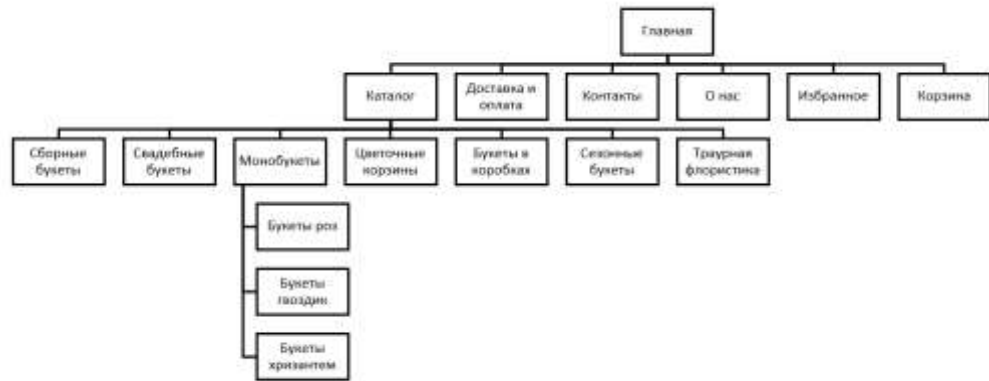 Главная
Каталог
Доставка и
оплата
Контакты
О нас
Избранное
Корзина
Сборные
букеты
Свадебные
букеты
Монобукеты
Цветочные
корзины
Букеты в
коробках
Сезонные
букеты
Траурная
флористика
Букеты роз
Букеты
гвоздик
Букеты
хризантем